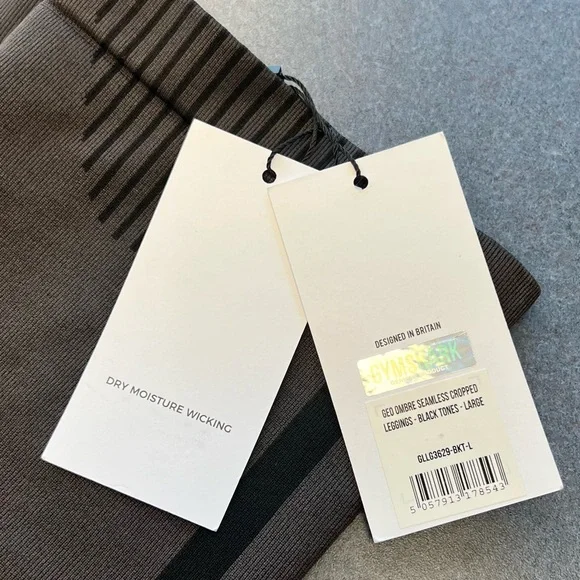 DRY MOISTURE WICKING
DESIGNED IN BRITAIN
GYMSHARK
GEO OMBRE SEAMLESS CROPPED
LEGGINGS - BLACK TONES - LARGE
GLLG3629-BKT-L
5 057913 178543